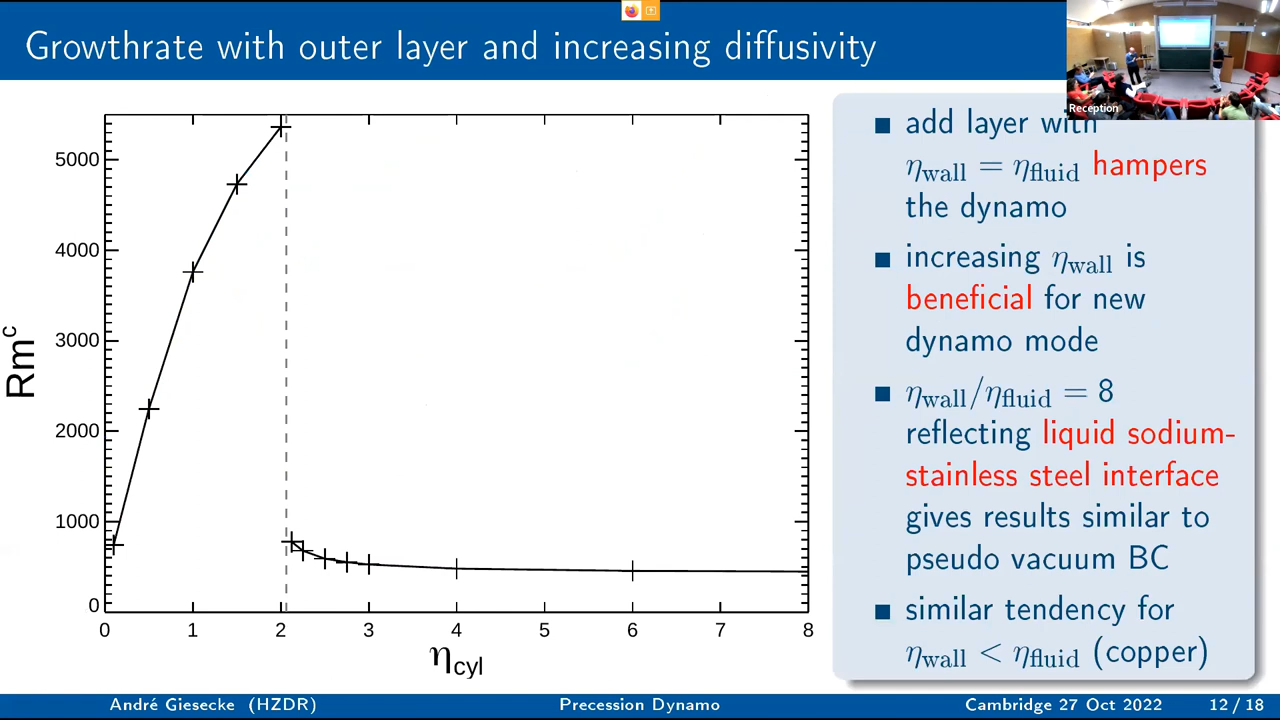 Growthrate with outer layer and increasing diffusivity
Reception
Rmᶜ
5000
4000
3000
2000
1000
0
0 1 2 3 4 5 6 7 8
η_cyl
add layer with
η_wall = η_fluid hampers
the dynamo
increasing η_wall is
beneficial for new
dynamo mode
η_wall/η_fluid = 8
reflecting liquid sodium-
stainless steel interface
gives results similar to
pseudo vacuum BC
similar tendency for
η_wall < η_fluid (copper)
André Giesecke (HZDR) Precession Dynamo Cambridge 27 Oct 2022 12 / 18